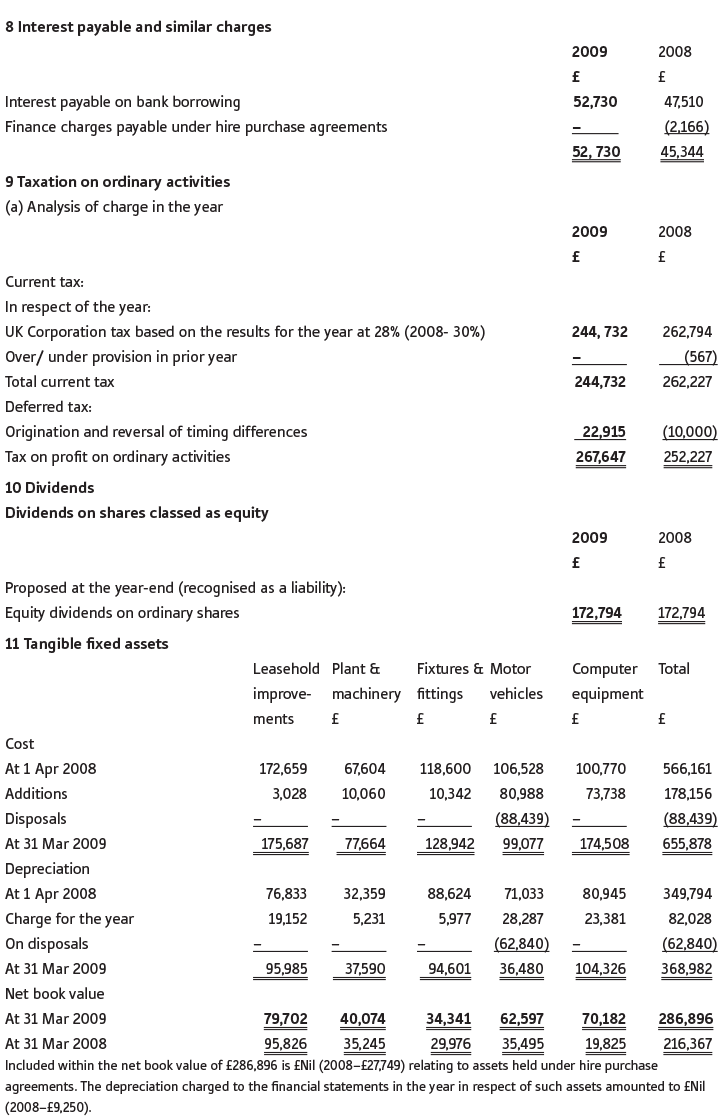 8 Interest payable and similar charges
2009 2008
£ £
Interest payable on bank borrowing 52,730 47,510
Finance charges payable under hire purchase agreements – (2,166)
52, 730 45,344
9 Taxation on ordinary activities
(a) Analysis of charge in the year
2009 2008
£ £
Current tax:
In respect of the year:
UK Corporation tax based on the results for the year at 28% (2008- 30%) 244, 732 262,794
Over/ under provision in prior year – (567)
Total current tax 244,732 262,227
Deferred tax:
Origination and reversal of timing differences 22,915 (10,000)
Tax on profit on ordinary activities 267,647 252,227
10 Dividends
Dividends on shares classed as equity
2009 2008
£ £
Proposed at the year-end (recognised as a liability):
Equity dividends on ordinary shares 172,794 172,794
11 Tangible fixed assets
Leasehold Plant & Fixtures & Motor Computer Total
improve- machinery fittings vehicles equipment
ments £ £ £ £ £
Cost
At 1 Apr 2008 172,659 67,604 118,600 106,528 100,770 566,161
Additions 3,028 10,060 10,342 80,988 73,738 178,156
Disposals – – – (88,439) – (88,439)
At 31 Mar 2009 175,687 77,664 128,942 99,077 174,508 655,878
Depreciation
At 1 Apr 2008 76,833 32,359 88,624 71,033 80,945 349,794
Charge for the year 19,152 5,231 5,977 28,287 23,381 82,028
On disposals – – – (62,840) – (62,840)
At 31 Mar 2009 95,985 37,590 94,601 36,480 104,326 368,982
Net book value
At 31 Mar 2009 79,702 40,074 34,341 62,597 70,182 286,896
At 31 Mar 2008 95,826 35,245 29,976 35,495 19,825 216,367
Included within the net book value of £286,896 is £Nil (2008–£27,749) relating to assets held under hire purchase
agreements. The depreciation charged to the financial statements in the year in respect of such assets amounted to £Nil
(2008–£9,250).